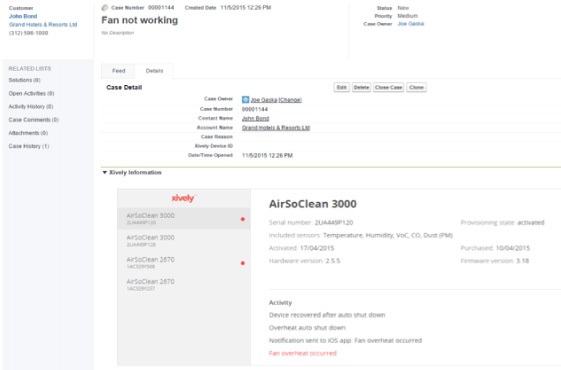 Customer
John Bond
Grand Hotels & Resorts Ltd
(312) 596-1000
Case Number 00001144 Created Date 11/5/2015 12:26 PM
Fan not working
No Description
Status New
Priority Medium
Case Owner Joe Gaska
RELATED LISTS
Solutions (0)
Open Activities (0)
Activity History (0)
Case Comments (0)
Attachments (0)
Case History (1)
Feed Details
Case Detail
Edit Delete Close Case Clone
Case Owner Joe Gaska [Change]
Case Number 00001144
Contact Name John Bond
Account Name Grand Hotels & Resorts Ltd
Case Reason
Xively Device ID
Date/Time Opened 11/5/2015 12:26 PM
Xively Information
xively
AirSoClean 3000
2UA449P120
AirSoClean 3000
2UA449P128
AirSoClean 2670
AirSoClean 2670
AirSoClean 3000
Serial number: 2UA449P120 Provisioning state: activated
Included sensors: Temperature, Humidity, VoC, CO, Dust (PM)
Activated: 17/04/2015 Purchased: 10/04/2015
Hardware version: 2.5.5 Firmware version: 3.18
Activity
Device recovered after auto shut down
Overheat auto shut down
Notification sent to iOS app: Fan overheat occurred
Fan overheat occurred